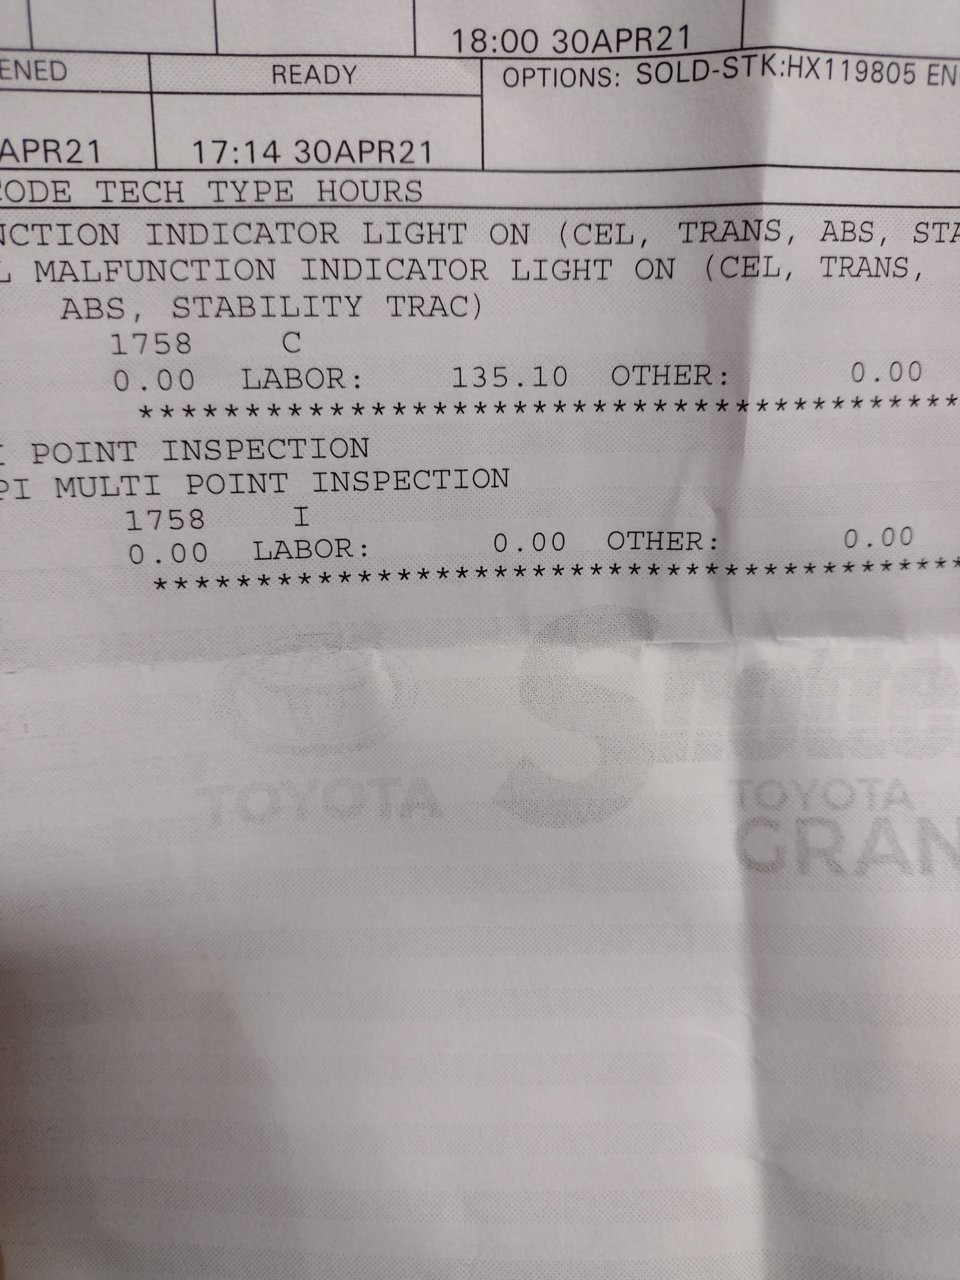 18:00 30APR21
ENED READY OPTIONS: SOLD-STK:HX119805 EN
APR21 17:14 30APR21
CODE TECH TYPE HOURS
NCTION INDICATOR LIGHT ON (CEL, TRANS, ABS, STA
L MALFUNCTION INDICATOR LIGHT ON (CEL, TRANS,
ABS, STABILITY TRAC)
1758 C
0.00 LABOR: 135.10 OTHER: 0.00
***************************************
I POINT INSPECTION
PI MULTI POINT INSPECTION
1758 I
0.00 LABOR: 0.00 OTHER: 0.00
***************************************
TOYOTA
TOYOTA
GRAN